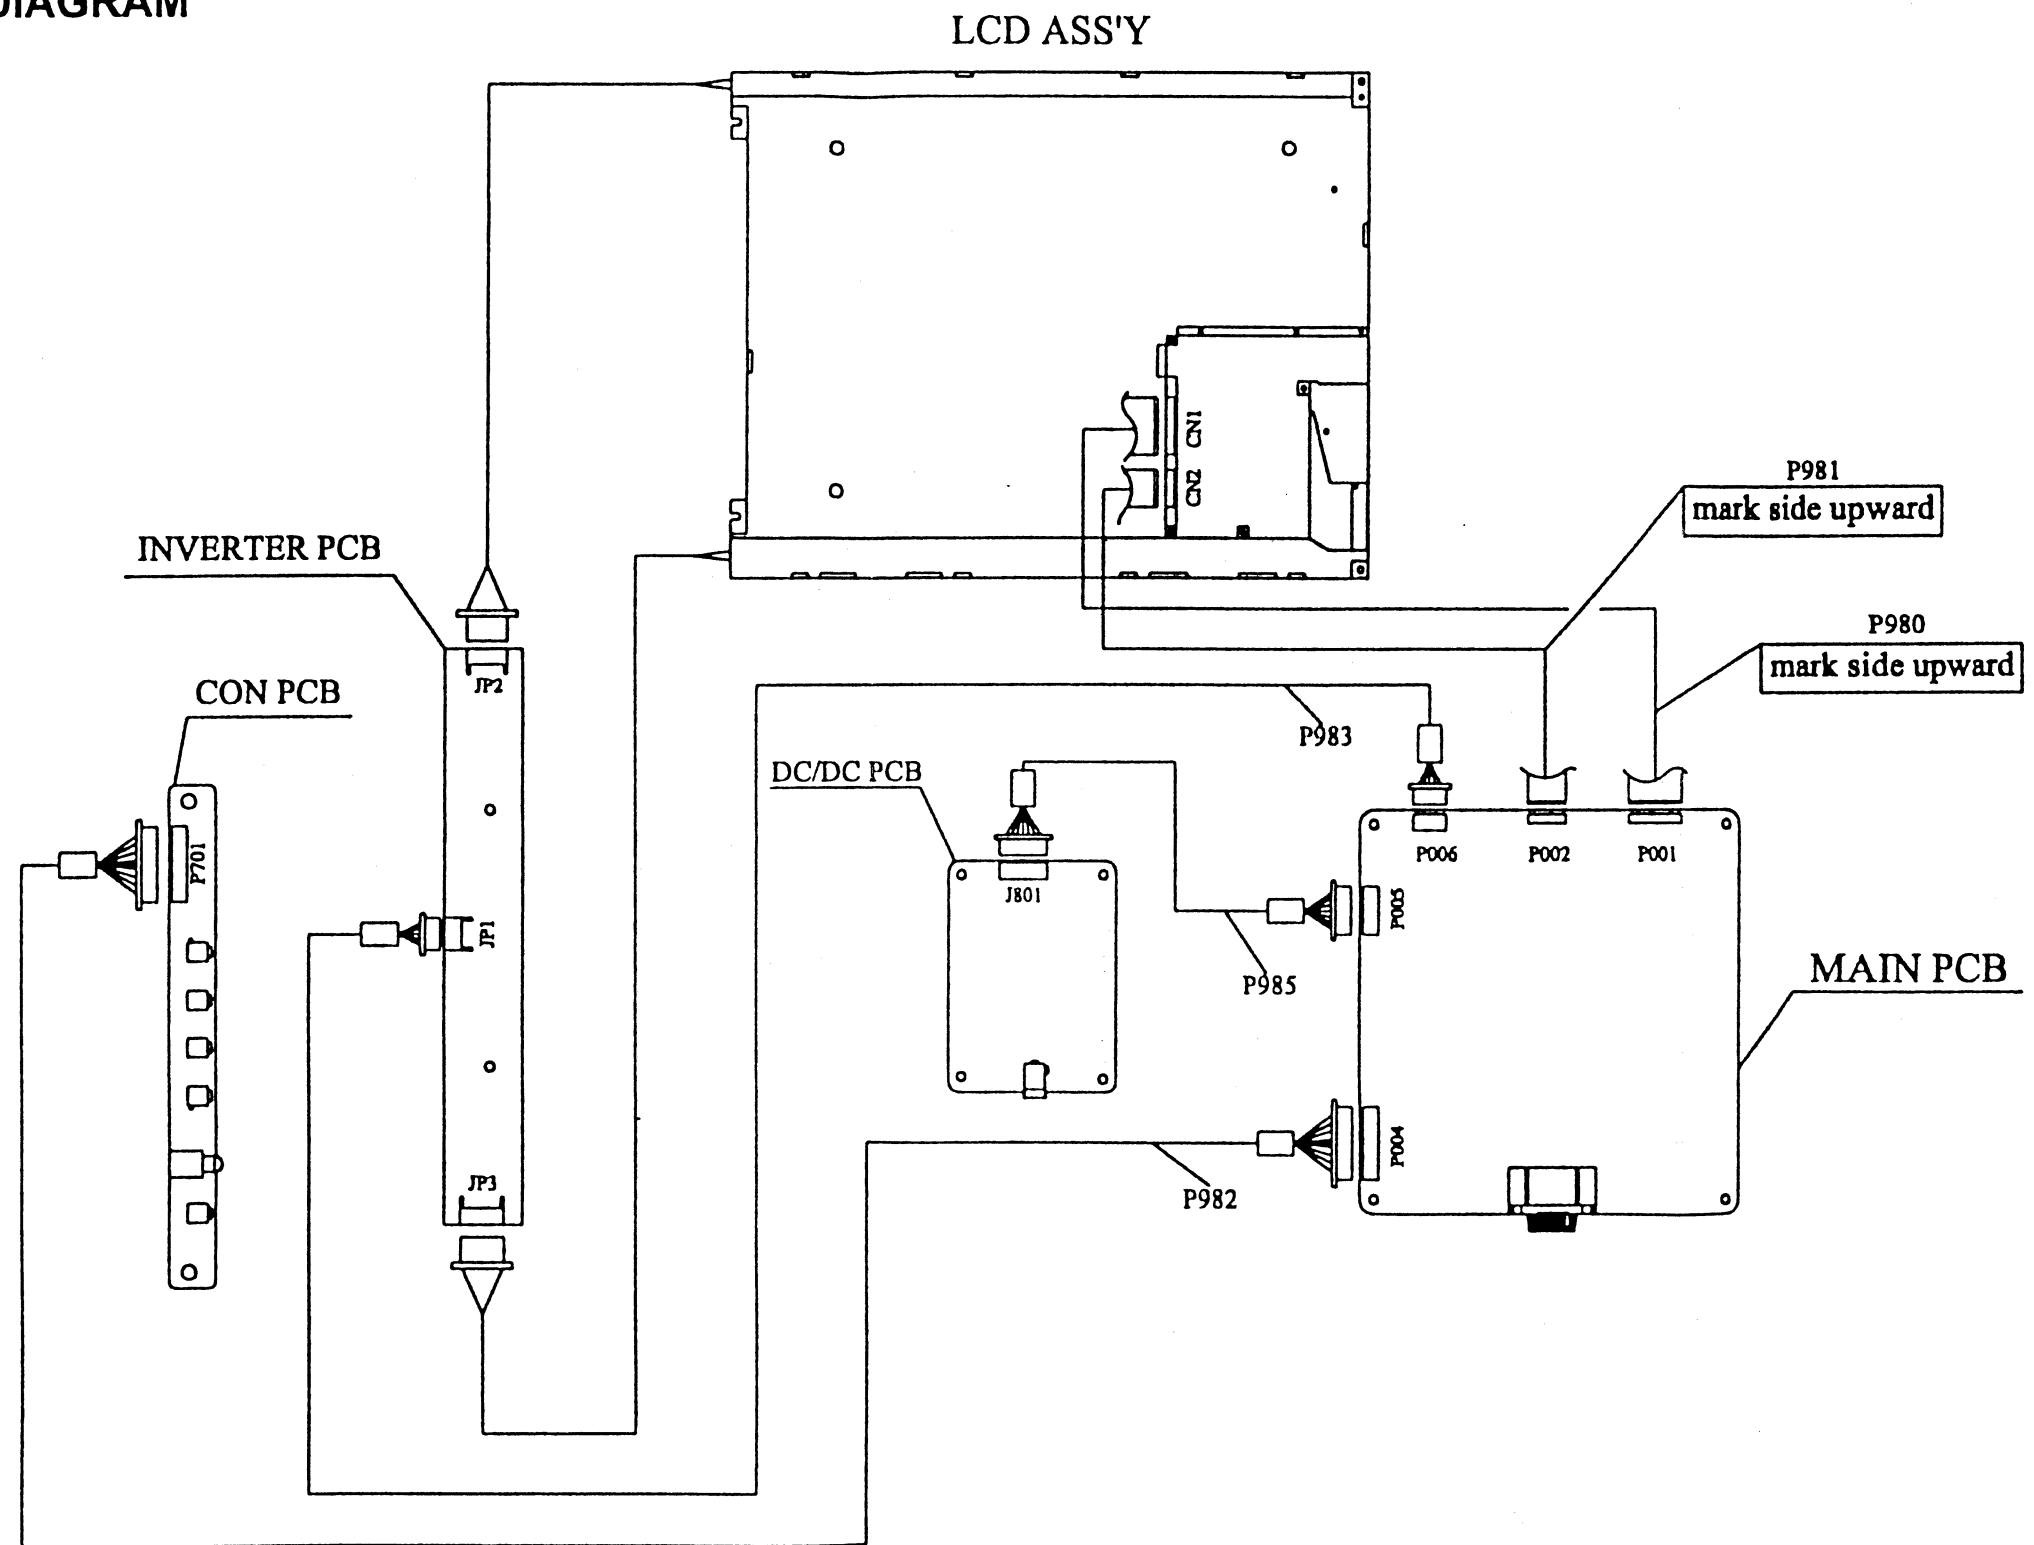 DIAGRAM
LCD ASS'Y
CN1
CN2
P981
mark side upward
INVERTER PCB
P980
mark side upward
JP2
CON PCB
P983
DC/DC PCB
P701
P006
P002
P001
J801
P005
JP1
MAIN PCB
P985
P004
JP3
P982